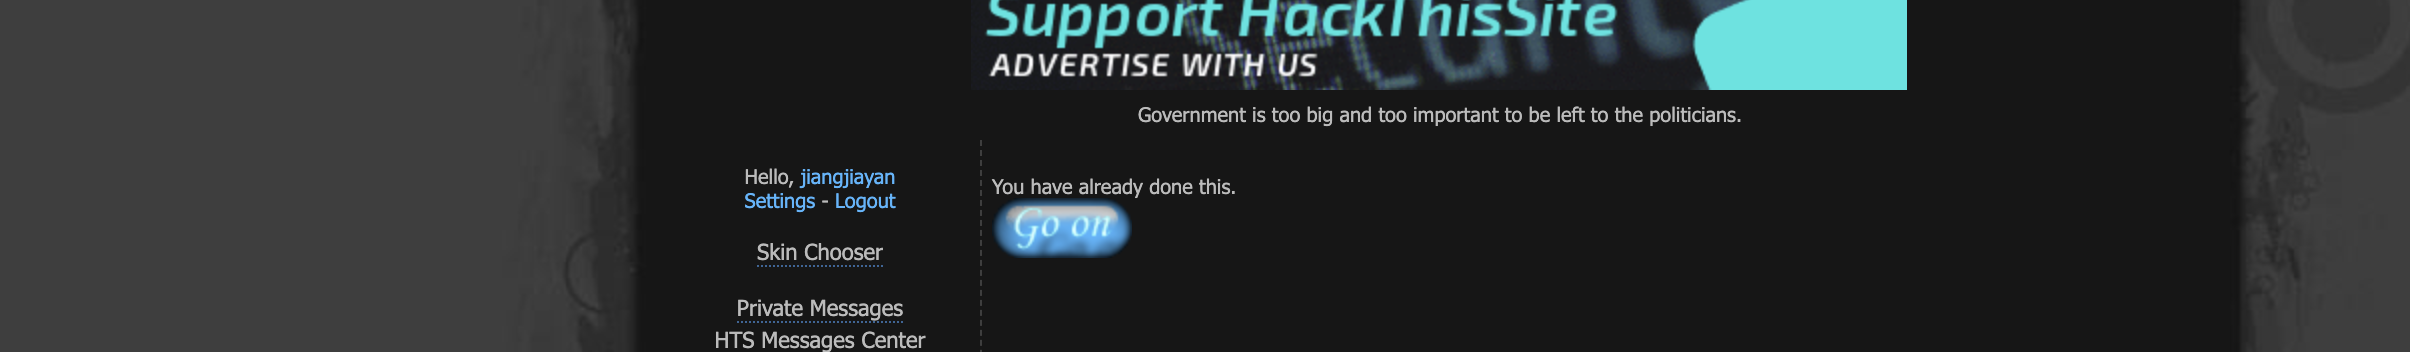 Support HackThisSite
ADVERTISE WITH US
Government is too big and too important to be left to the politicians.
Hello, jiangjiayan
Settings - Logout
Skin Chooser
Private Messages
HTS Messages Center
You have already done this.
Go on